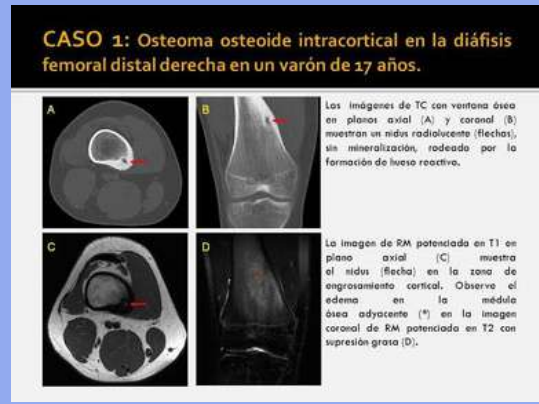 CASO 1: Osteoma osteoide intracortical en la diáfisis
femoral distal derecha en un varón de 17 años.
A
B
Las imágenes de TC con ventana ósea
en planos axial (A) y coronal (B)
muestran un nidus radiolucente (flechas),
sin mineralización, rodeada por la
formación de hueso reactivo.
C
D
La imagen de RM potenciada en T1 en
plano axial (C) muestra
el nidus (flecha) en la zona de
engrosamiento cortical. Observe el
edema en la médula
ósea adyacente (*) en la imagen
coronal de RM potenciado en T2 con
supresión grasa (D).